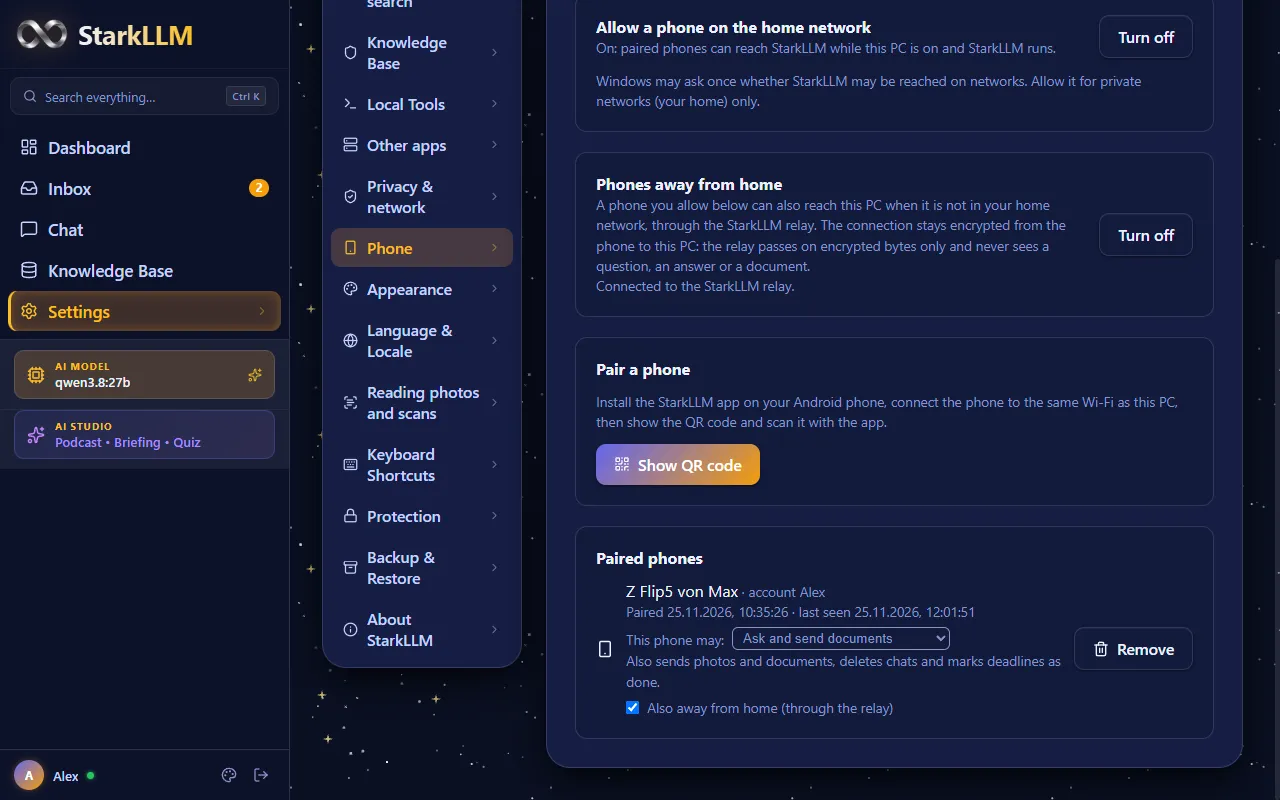 StarkLLM
Search everything...
Ctrl K
Dashboard
Inbox
2
Chat
Knowledge Base
Settings
AI MODEL
qwen3.8:27b
AI STUDIO
Podcast • Briefing • Quiz
A
Alex
search
Knowledge
Base
Local Tools
Other apps
Privacy &
network
Phone
Appearance
Language &
Locale
Reading photos
and scans
Keyboard
Shortcuts
Protection
Backup &
Restore
About
StarkLLM
Allow a phone on the home network
On: paired phones can reach StarkLLM while this PC is on and StarkLLM runs.
Turn off
Windows may ask once whether StarkLLM may be reached on networks. Allow it for private
networks (your home) only.
Phones away from home
A phone you allow below can also reach this PC when it is not in your home
network, through the StarkLLM relay. The connection stays encrypted from the
phone to this PC: the relay passes on encrypted bytes only and never sees a
question, an answer or a document.
Connected to the StarkLLM relay.
Turn off
Pair a phone
Install the StarkLLM app on your Android phone, connect the phone to the same Wi-Fi as this PC,
then show the QR code and scan it with the app.
Show QR code
Paired phones
Z Flip5 von Max · account Alex
Paired 25.11.2026, 10:35:26 · last seen 25.11.2026, 12:01:51
This phone may: Ask and send documents
Also sends photos and documents, deletes chats and marks deadlines as
done.
Also away from home (through the relay)
Remove